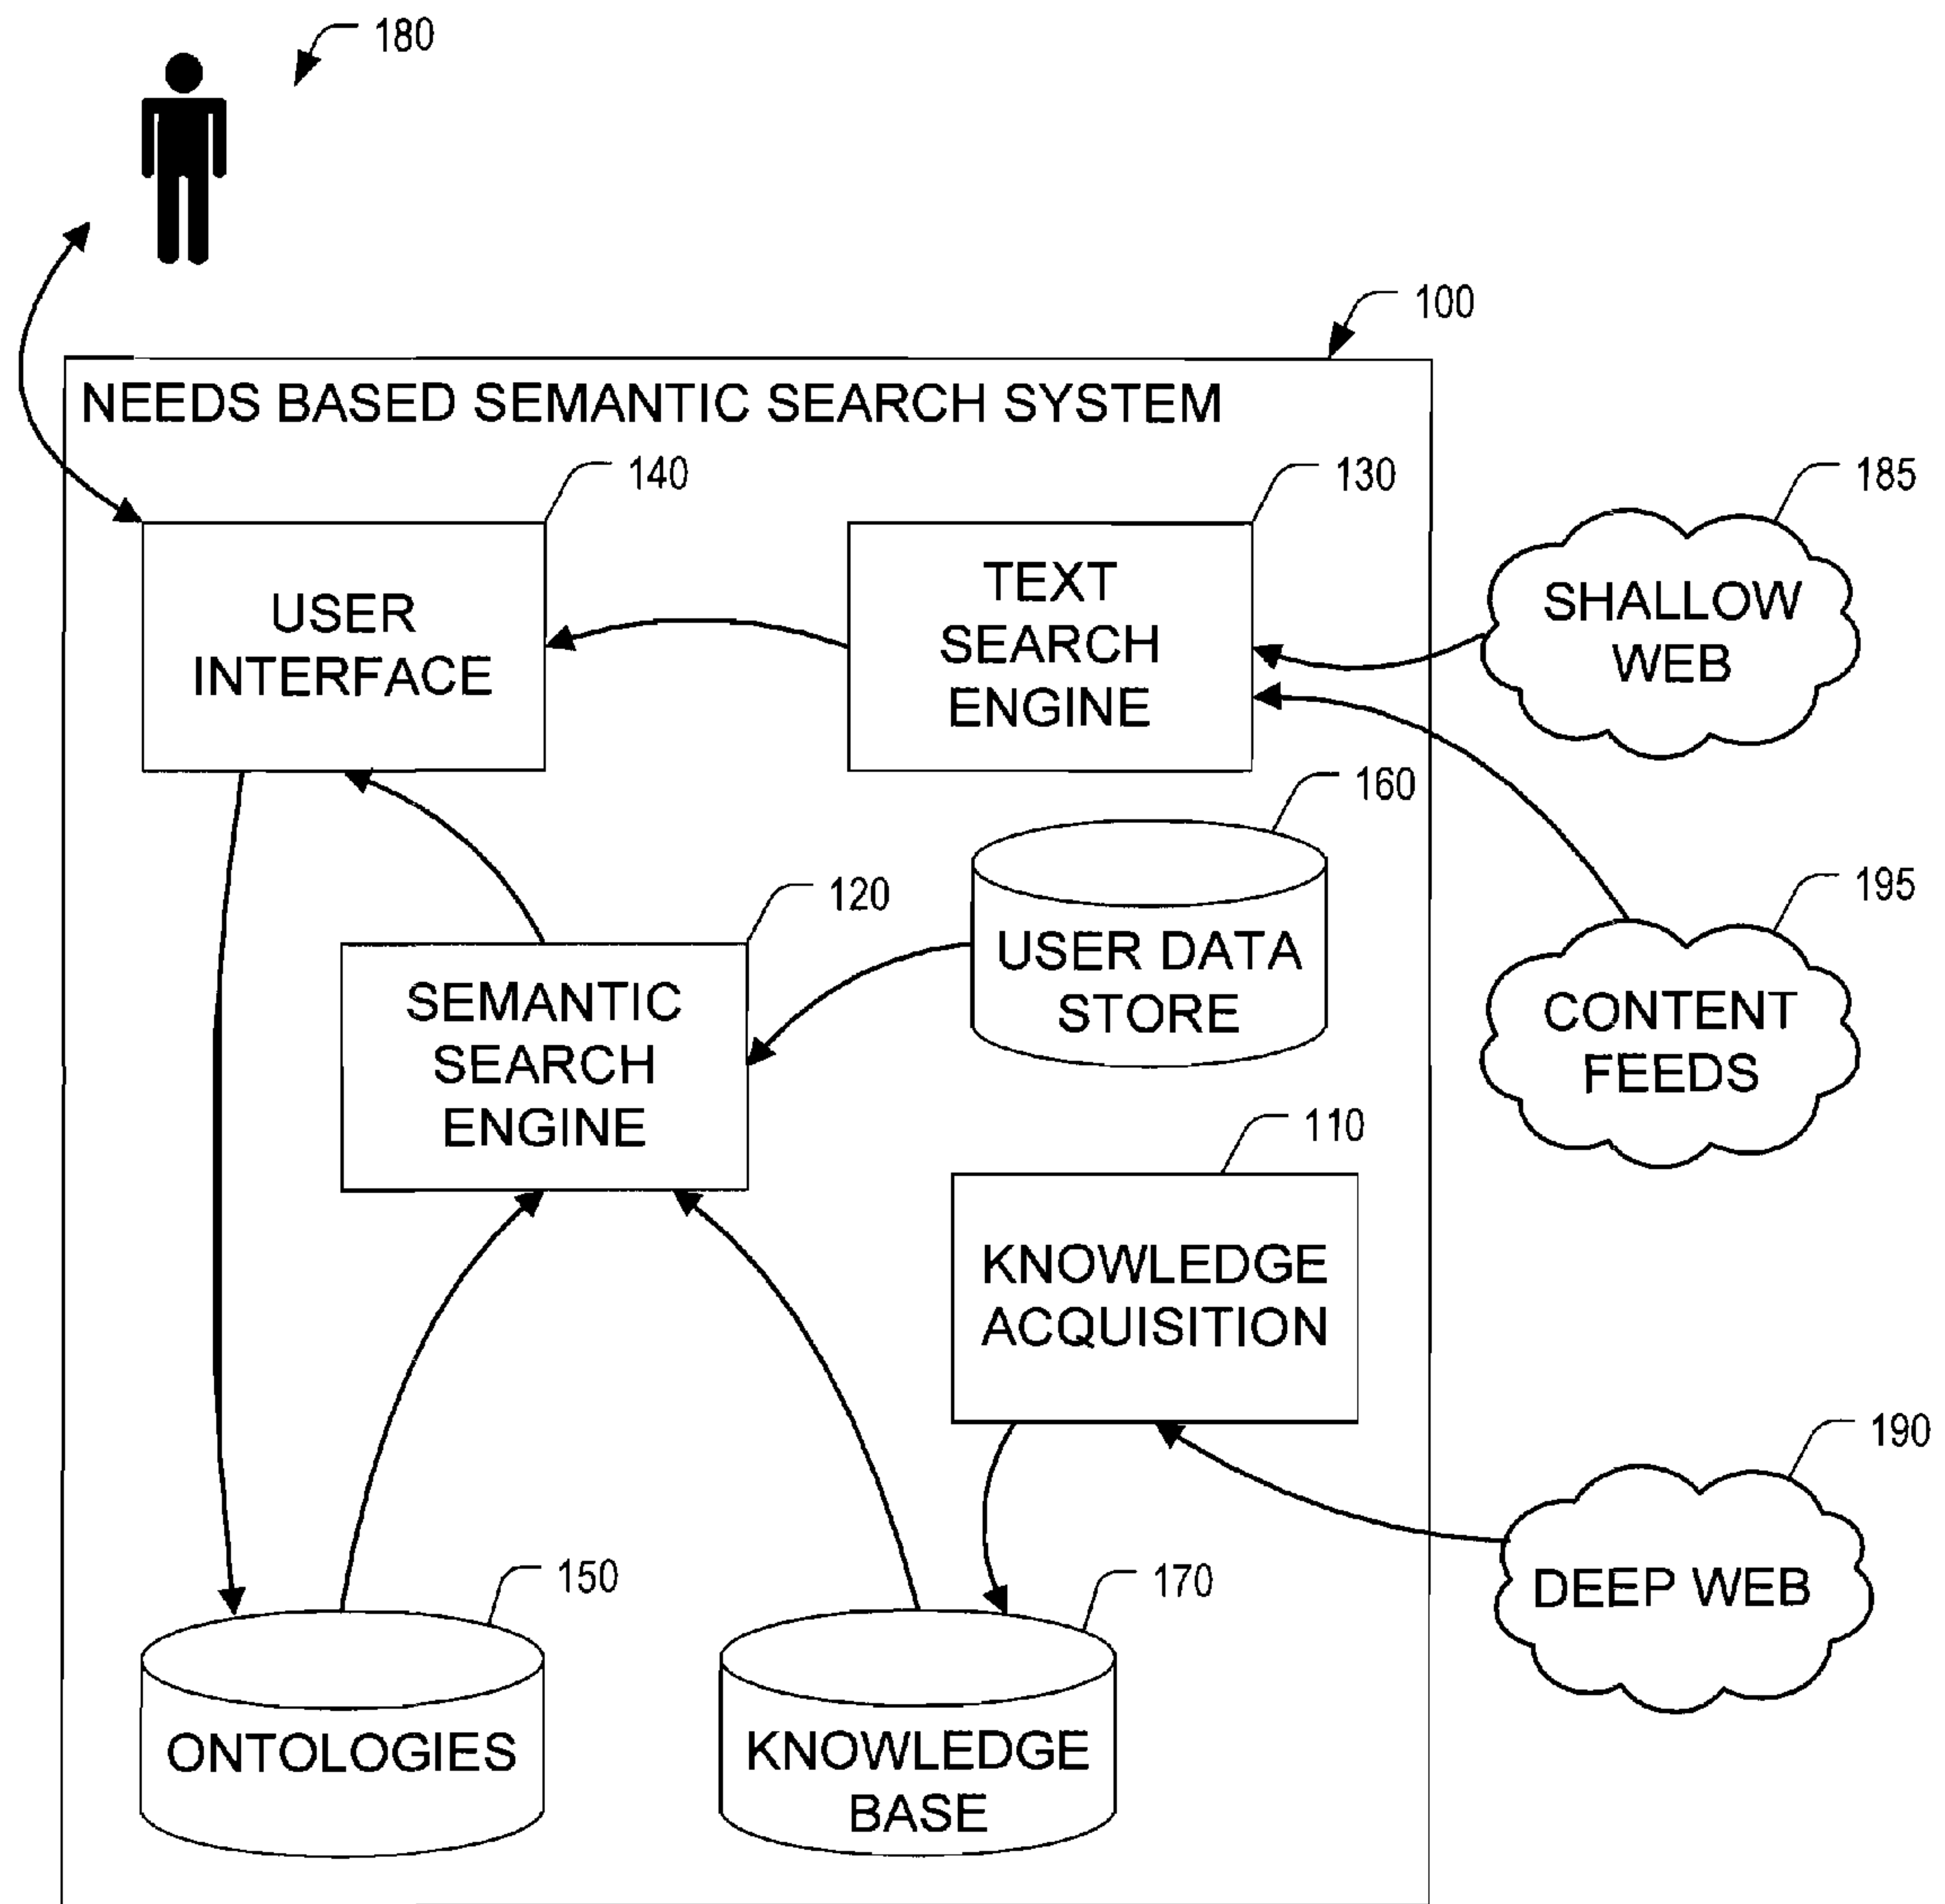 180
100
NEEDS BASED SEMANTIC SEARCH SYSTEM
140
130
185
USER
INTERFACE
TEXT
SEARCH
ENGINE
SHALLOW
WEB
160
120
195
USER DATA
STORE
SEMANTIC
SEARCH
ENGINE
CONTENT
FEEDS
110
KNOWLEDGE
ACQUISITION
190
150
170
DEEP WEB
ONTOLOGIES
KNOWLEDGE
BASE